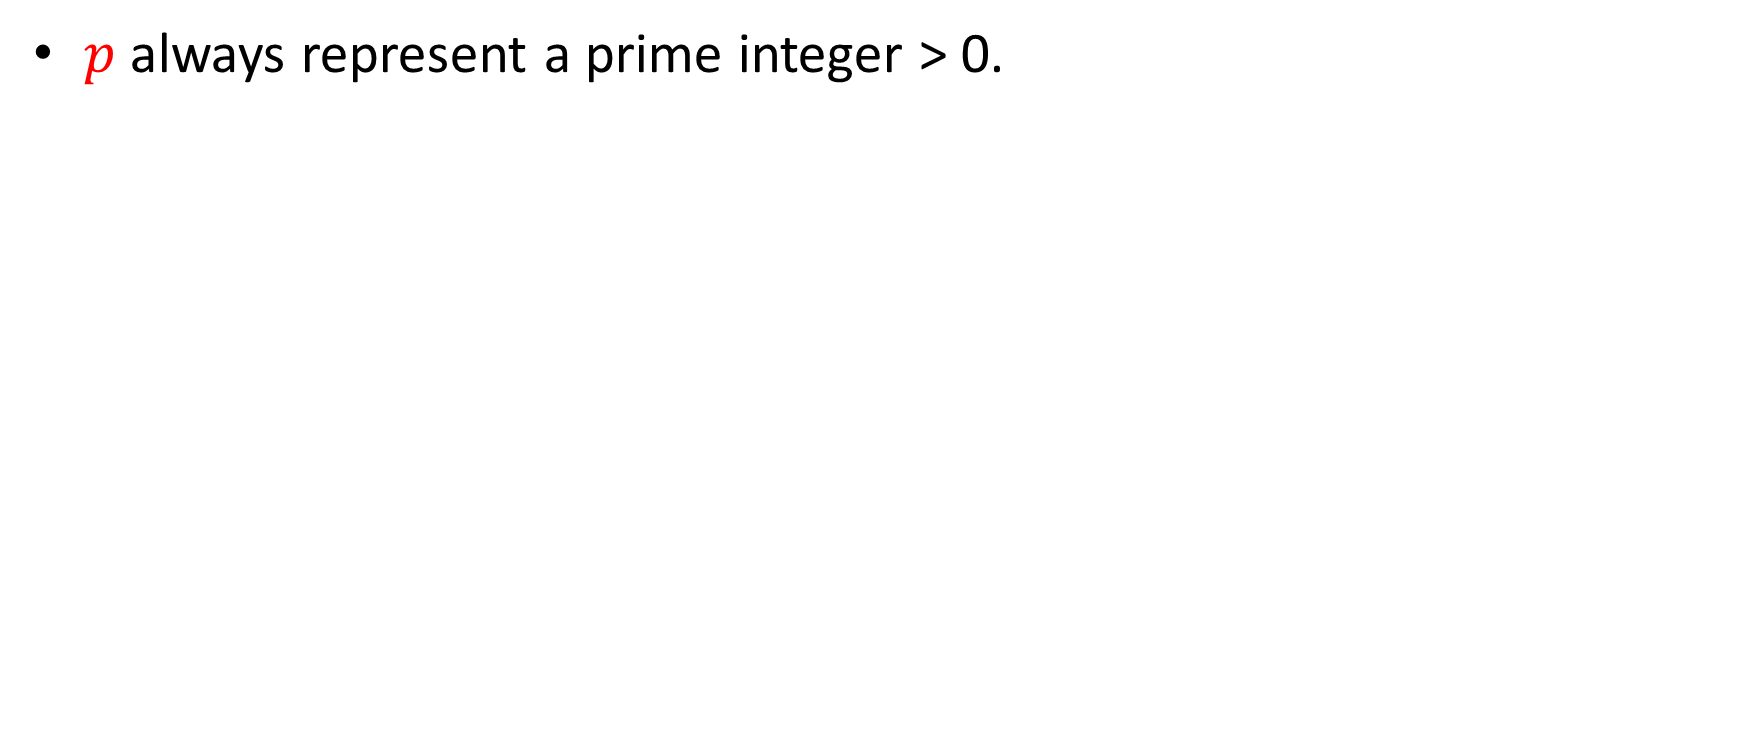 • p always represent a prime integer > 0.